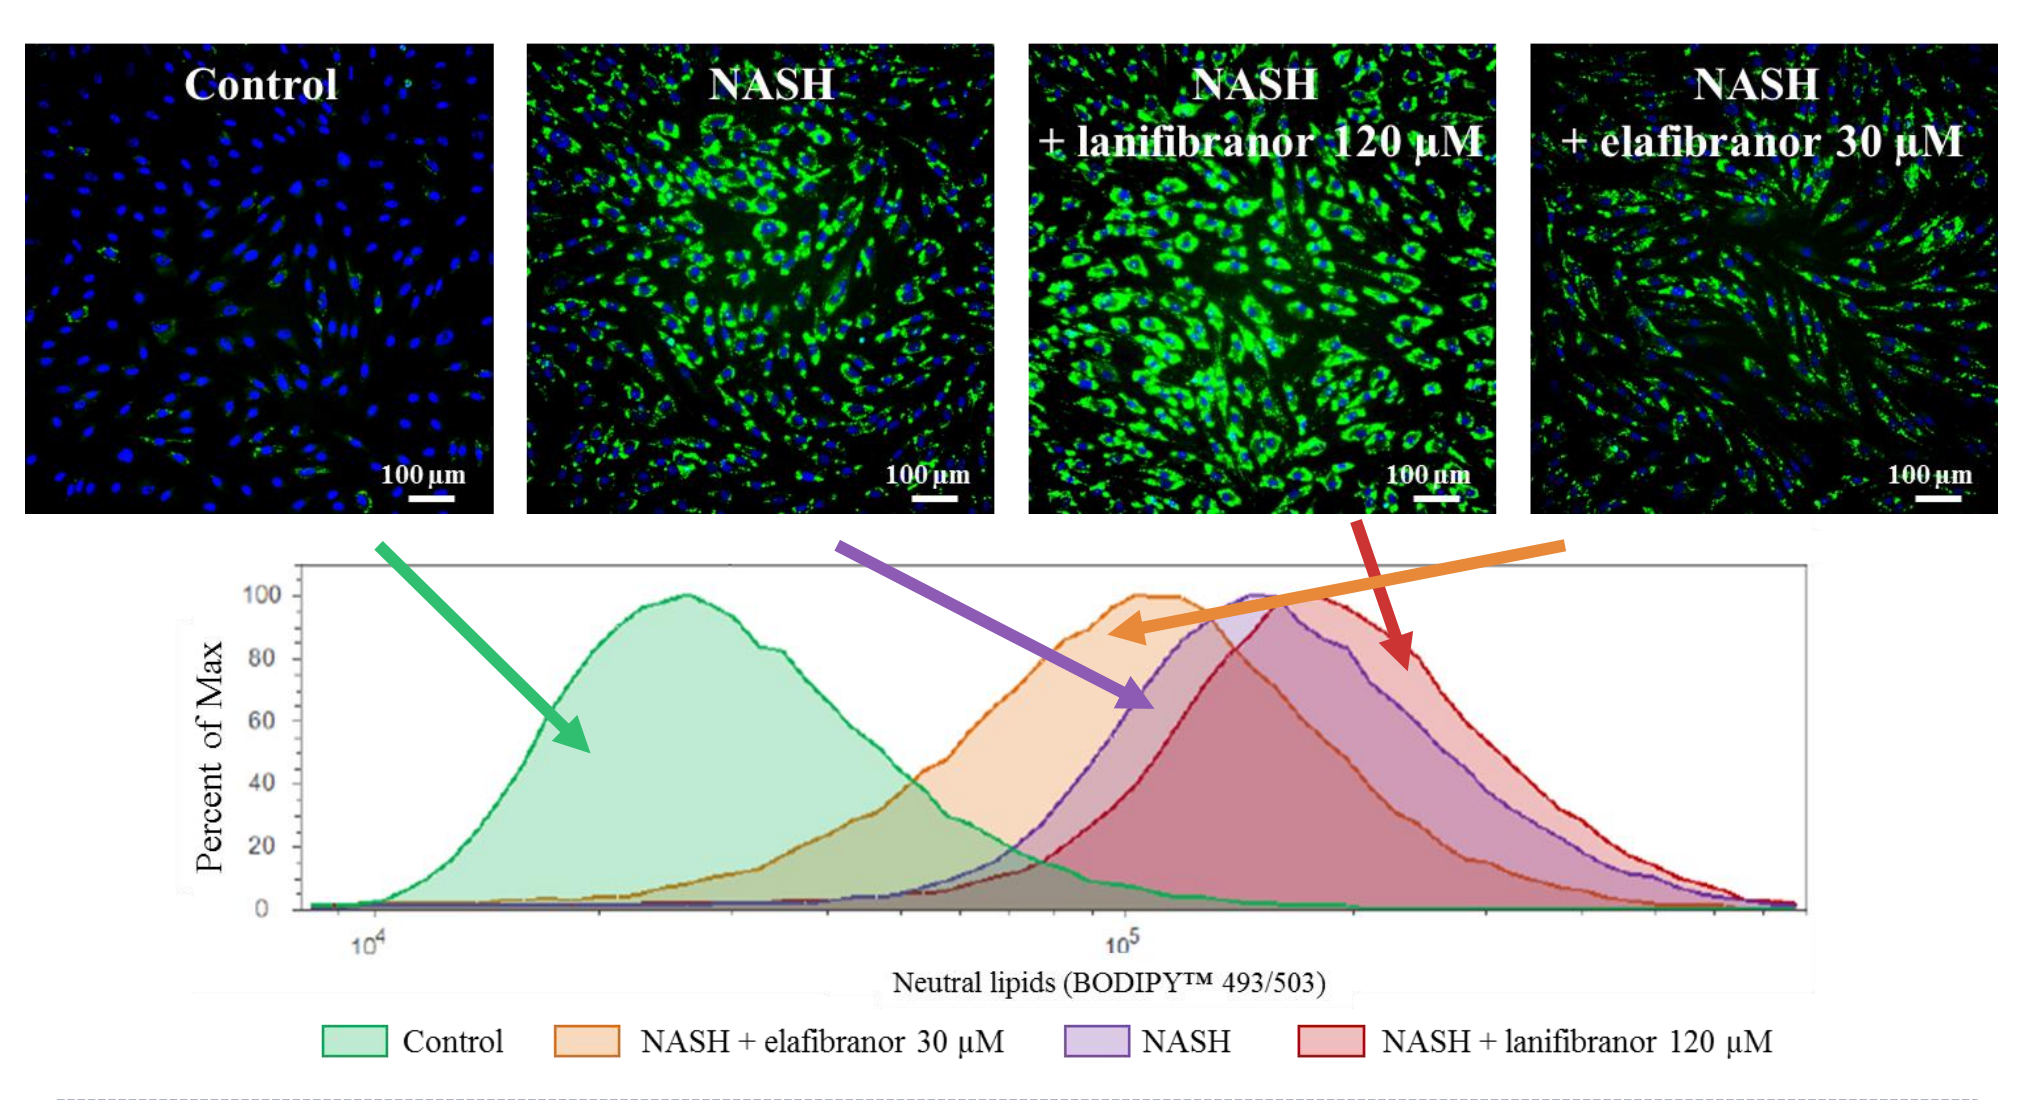 Control
NASH
NASH
+ lanifibranor 120 µM
NASH
+ elafibranor 30 µM
100 µm
100 µm
100 µm
100 µm
Percent of Max
100
80
60
40
20
0
10⁴
10⁵
Neutral lipids (BODIPY™ 493/503)
Control
NASH + elafibranor 30 µM
NASH
NASH + lanifibranor 120 µM